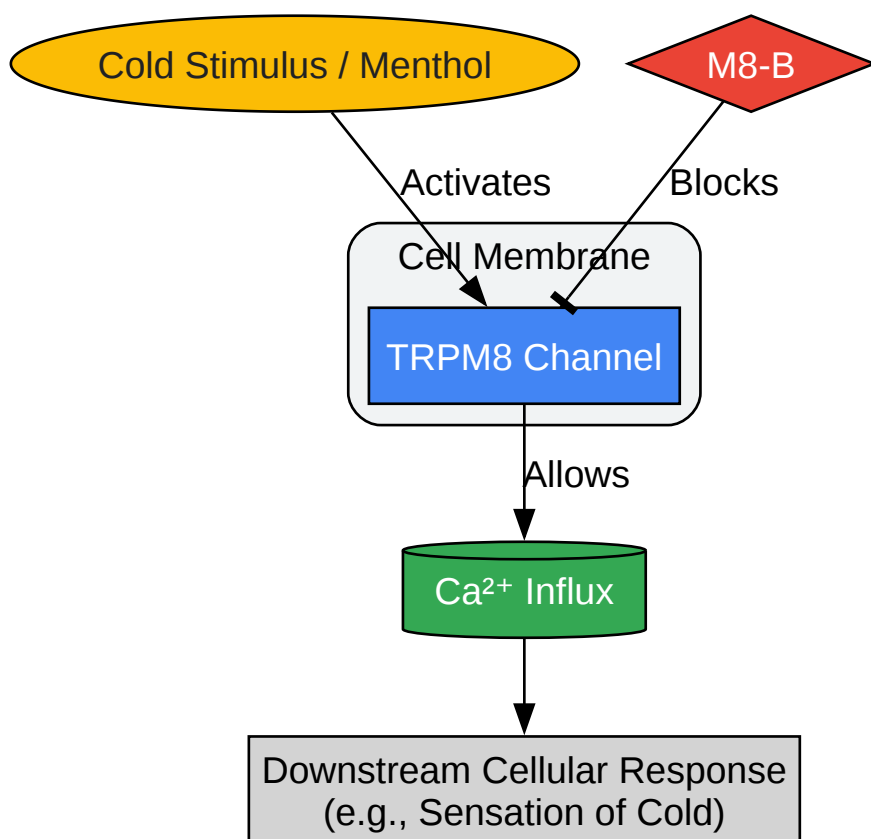 Cold Stimulus / Menthol
M8-B
Activates
Blocks
Cell Membrane
TRPM8 Channel
Allows
Ca²⁺ Influx
Downstream Cellular Response
(e.g., Sensation of Cold)